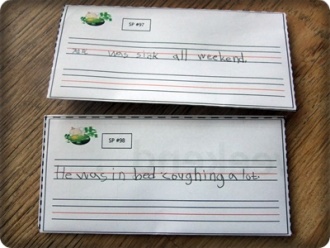 SP #97
was sick all weekend.
SP #98
He was in bed coughing a lot.